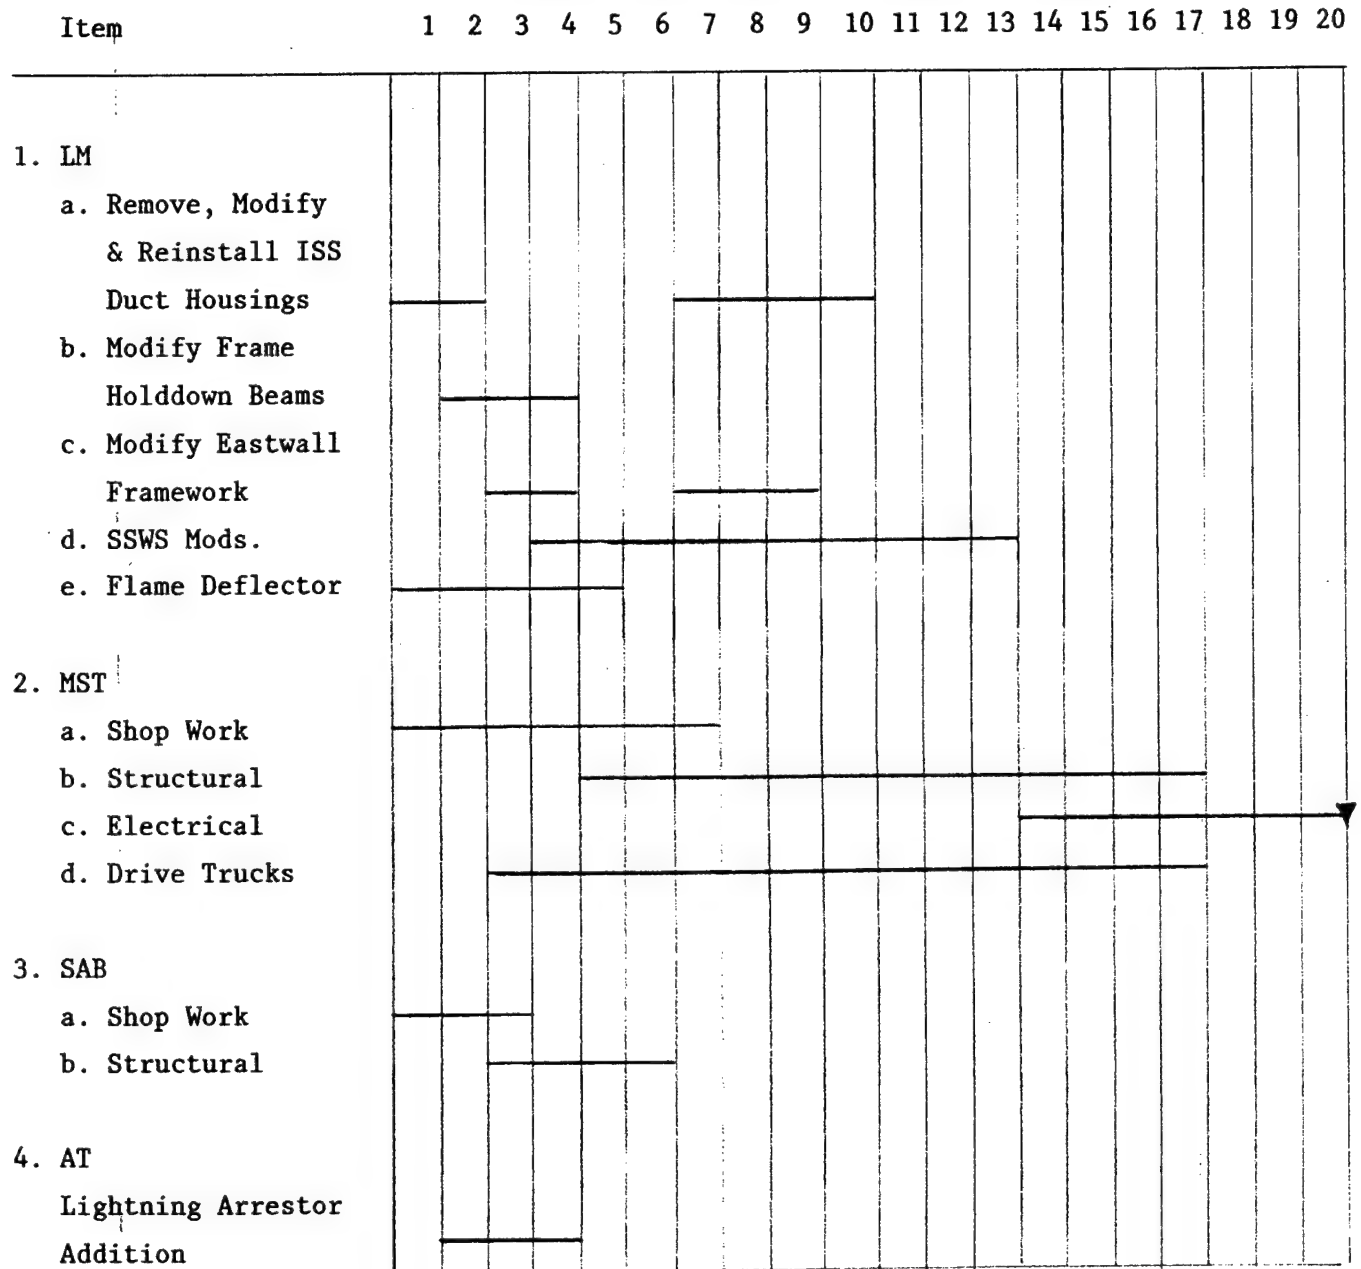 Item 1 2 3 4 5 6 7 8 9 10 11 12 13 14 15 16 17 18 19 20
1. LM
a. Remove, Modify
& Reinstall ISS
Duct Housings
b. Modify Frame
Holddown Beams
c. Modify Eastwall
Framework
d. SSWS Mods.
e. Flame Deflector
2. MST
a. Shop Work
b. Structural
c. Electrical
d. Drive Trucks
3. SAB
a. Shop Work
b. Structural
4. AT
Lightning Arrestor
Addition